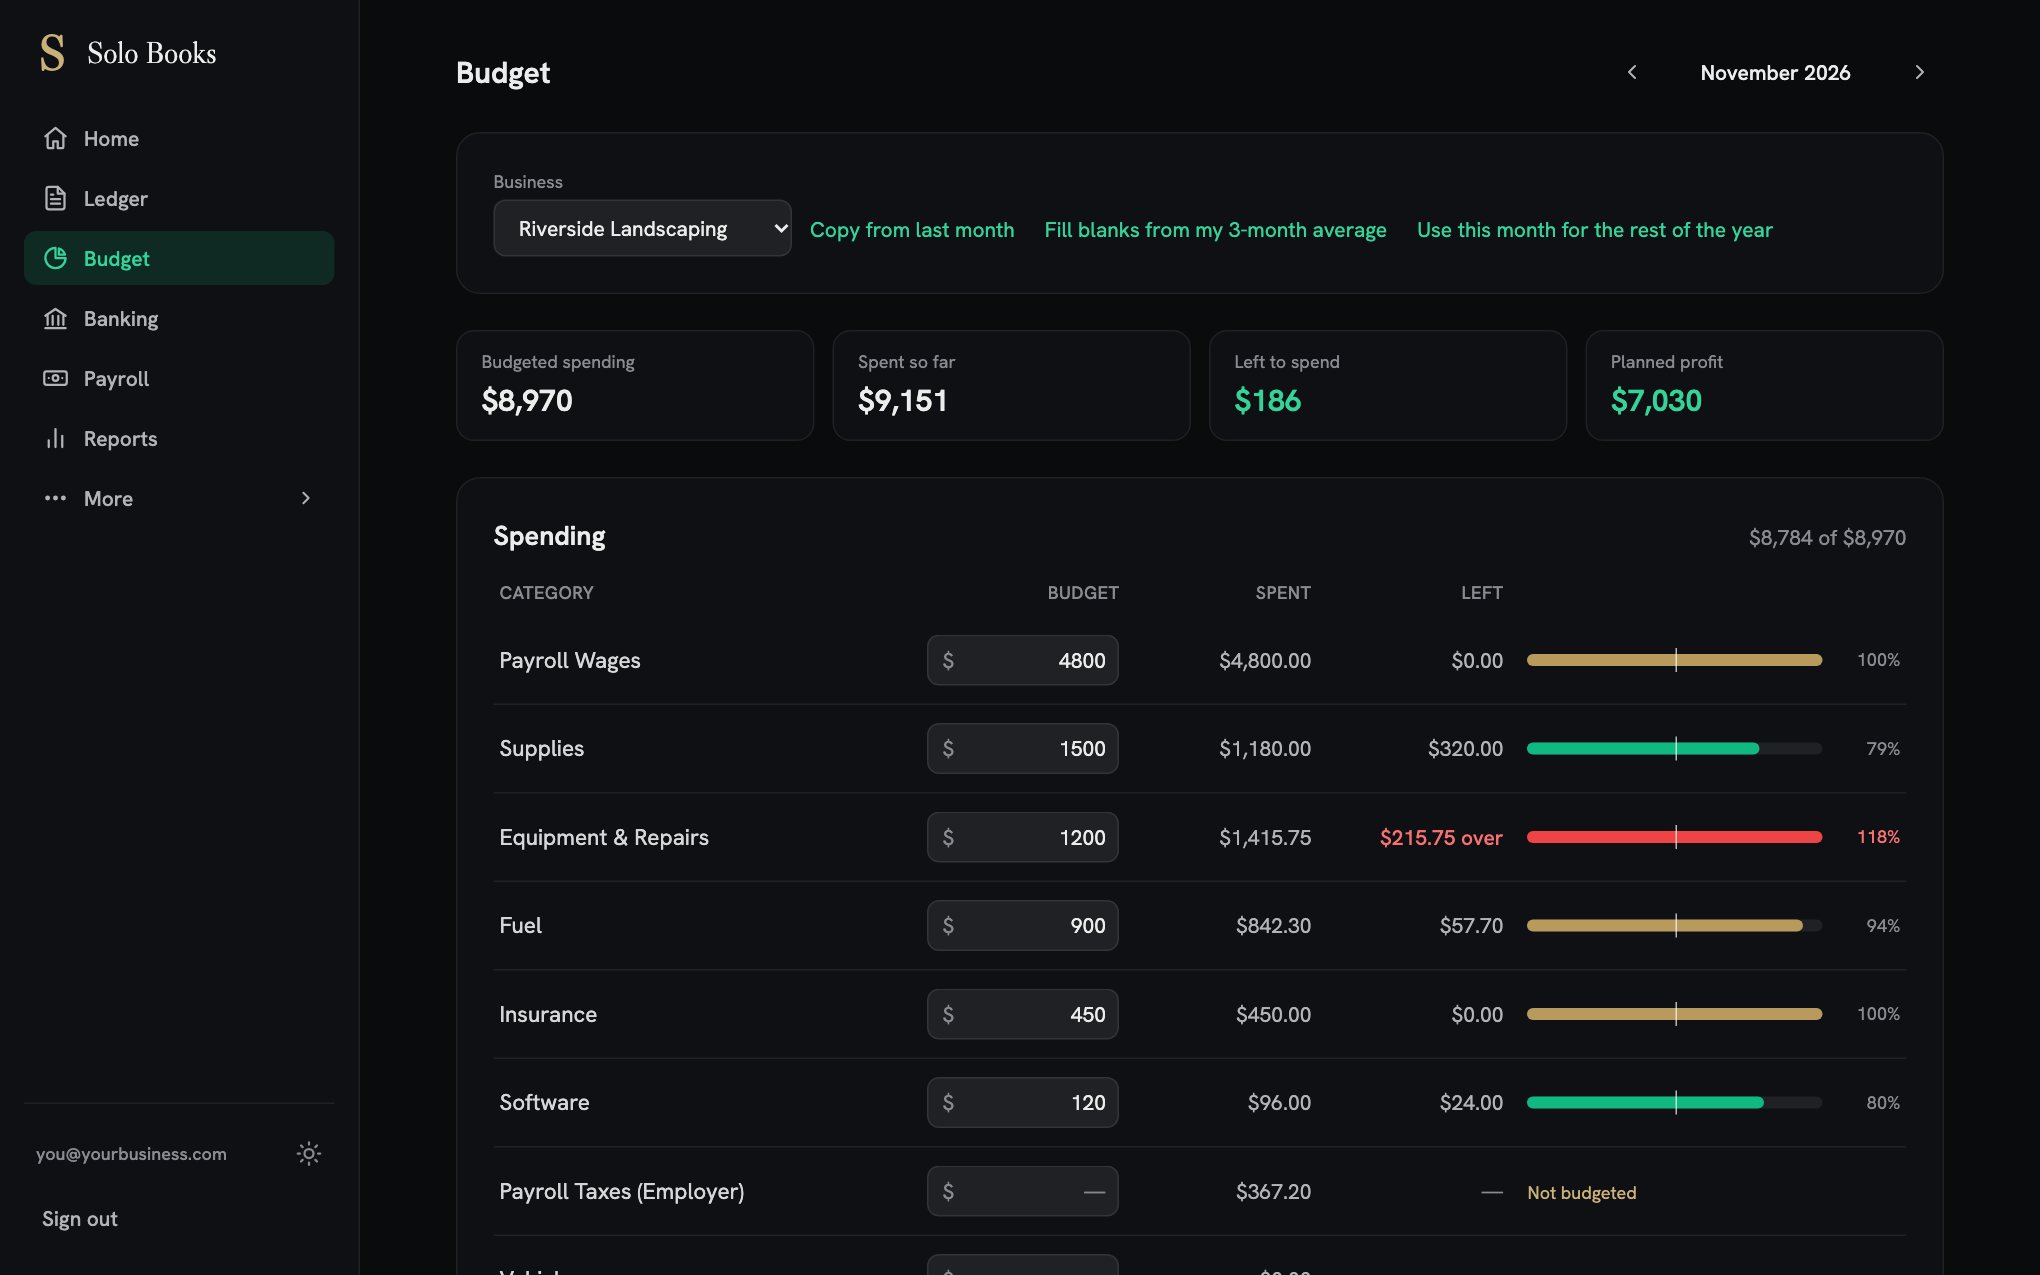 S Solo Books
Home
Ledger
Budget
Banking
Payroll
Reports
More
you@yourbusiness.com
Sign out
Budget
November 2026
Business
Riverside Landscaping
Copy from last month
Fill blanks from my 3-month average
Use this month for the rest of the year
Budgeted spending
$8,970
Spent so far
$9,151
Left to spend
$186
Planned profit
$7,030
Spending
$8,784 of $8,970
CATEGORY BUDGET SPENT LEFT
Payroll Wages $ 4800 $4,800.00 $0.00 100%
Supplies $ 1500 $1,180.00 $320.00 79%
Equipment & Repairs $ 1200 $1,415.75 $215.75 over 118%
Fuel $ 900 $842.30 $57.70 94%
Insurance $ 450 $450.00 $0.00 100%
Software $ 120 $96.00 $24.00 80%
Payroll Taxes (Employer) $ — $367.20 — Not budgeted